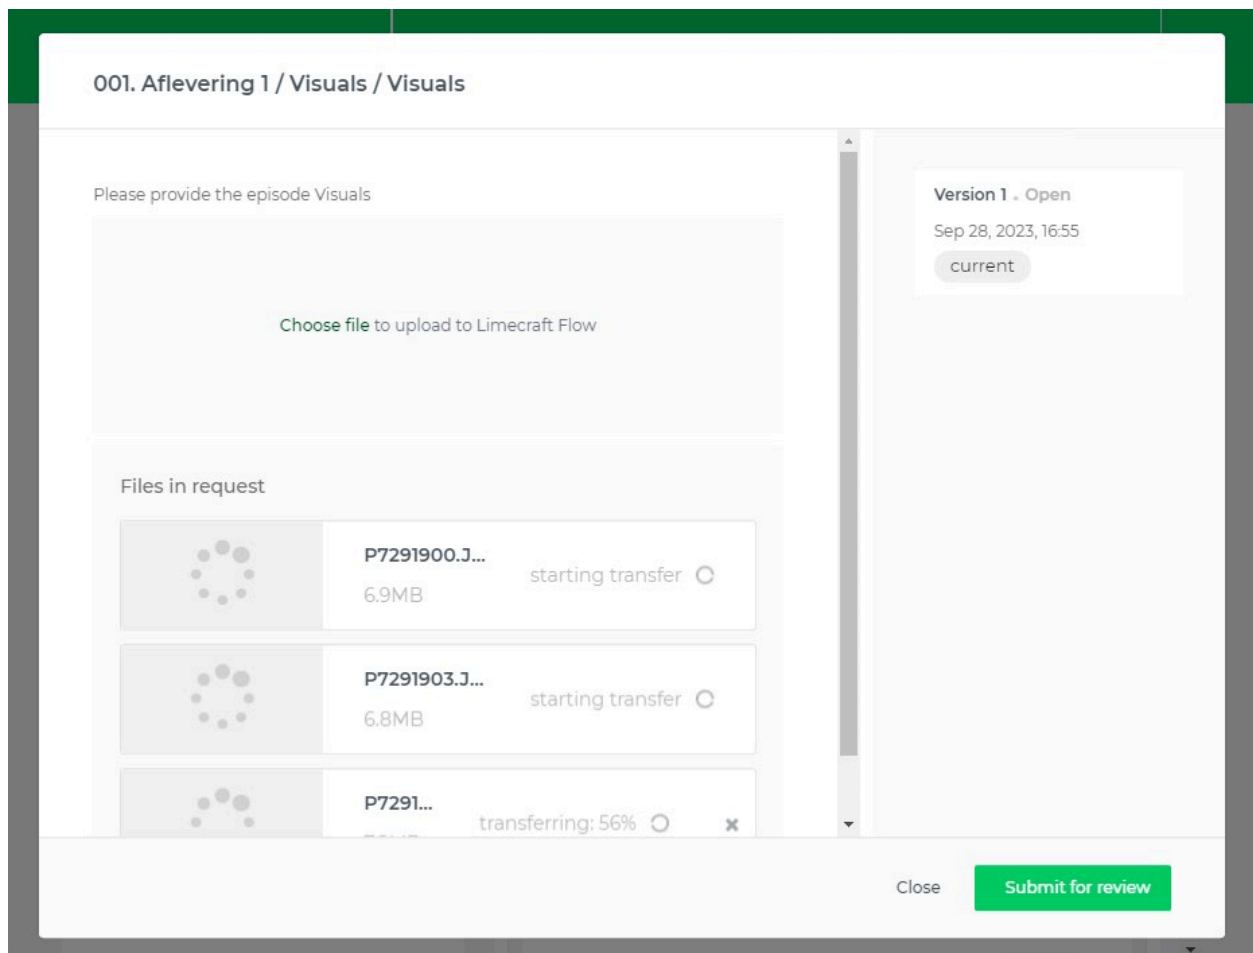 001. Aflevering 1 / Visuals / Visuals
Please provide the episode Visuals
Choose file to upload to Limecraft Flow
Files in request
P7291900.J...
6.9MB
starting transfer
P7291903.J...
6.8MB
starting transfer
P7291...
transferring: 56%
Version 1 . Open
Sep 28, 2023, 16:55
current
Close
Submit for review